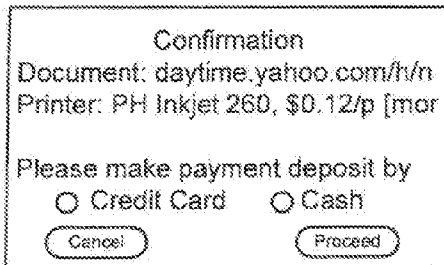 Confirmation
Document: daytime.yahoo.com/h/n
Printer: PH Inkjet 260, $0.12/p [mor
Please make payment deposit by
Credit Card Cash
Cancel Proceed